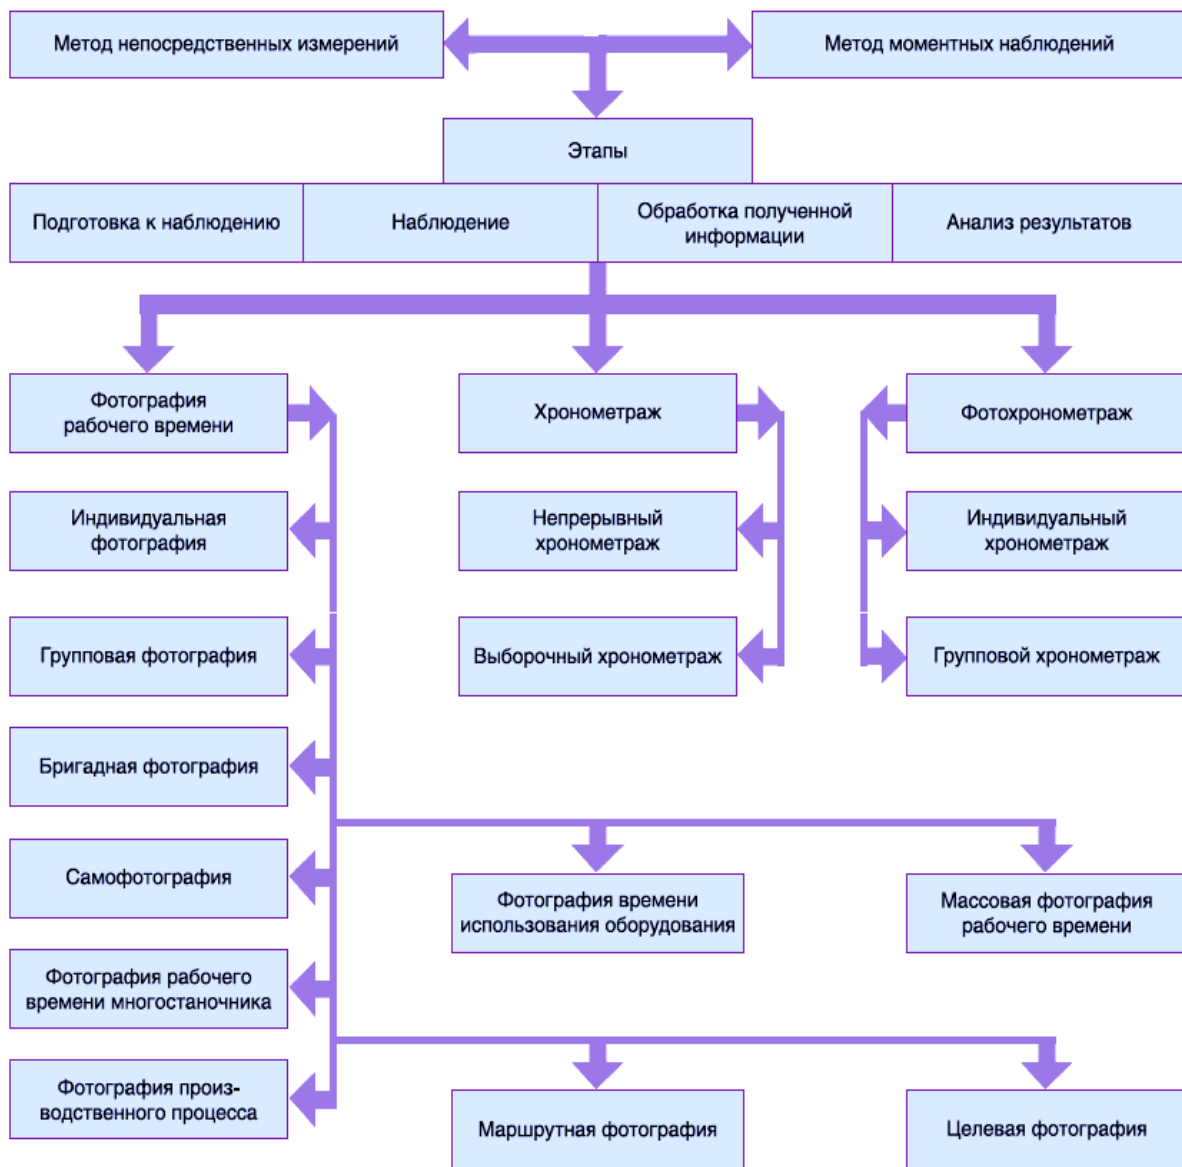 Метод непосредственных измерений
Метод моментных наблюдений
Этапы
Подготовка к наблюдению
Наблюдение
Обработка полученной
информации
Анализ результатов
Фотография
рабочего времени
Хронометраж
Фотохронометраж
Индивидуальная
фотография
Непрерывный
хронометраж
Индивидуальный
хронометраж
Групповая фотография
Выборочный хронометраж
Групповой хронометраж
Бригадная фотография
Самофотография
Фотография времени
использования оборудования
Массовая фотография
рабочего времени
Фотография рабочего
времени многостаночника
Фотография произ-
водственного процесса
Маршрутная фотография
Целевая фотография